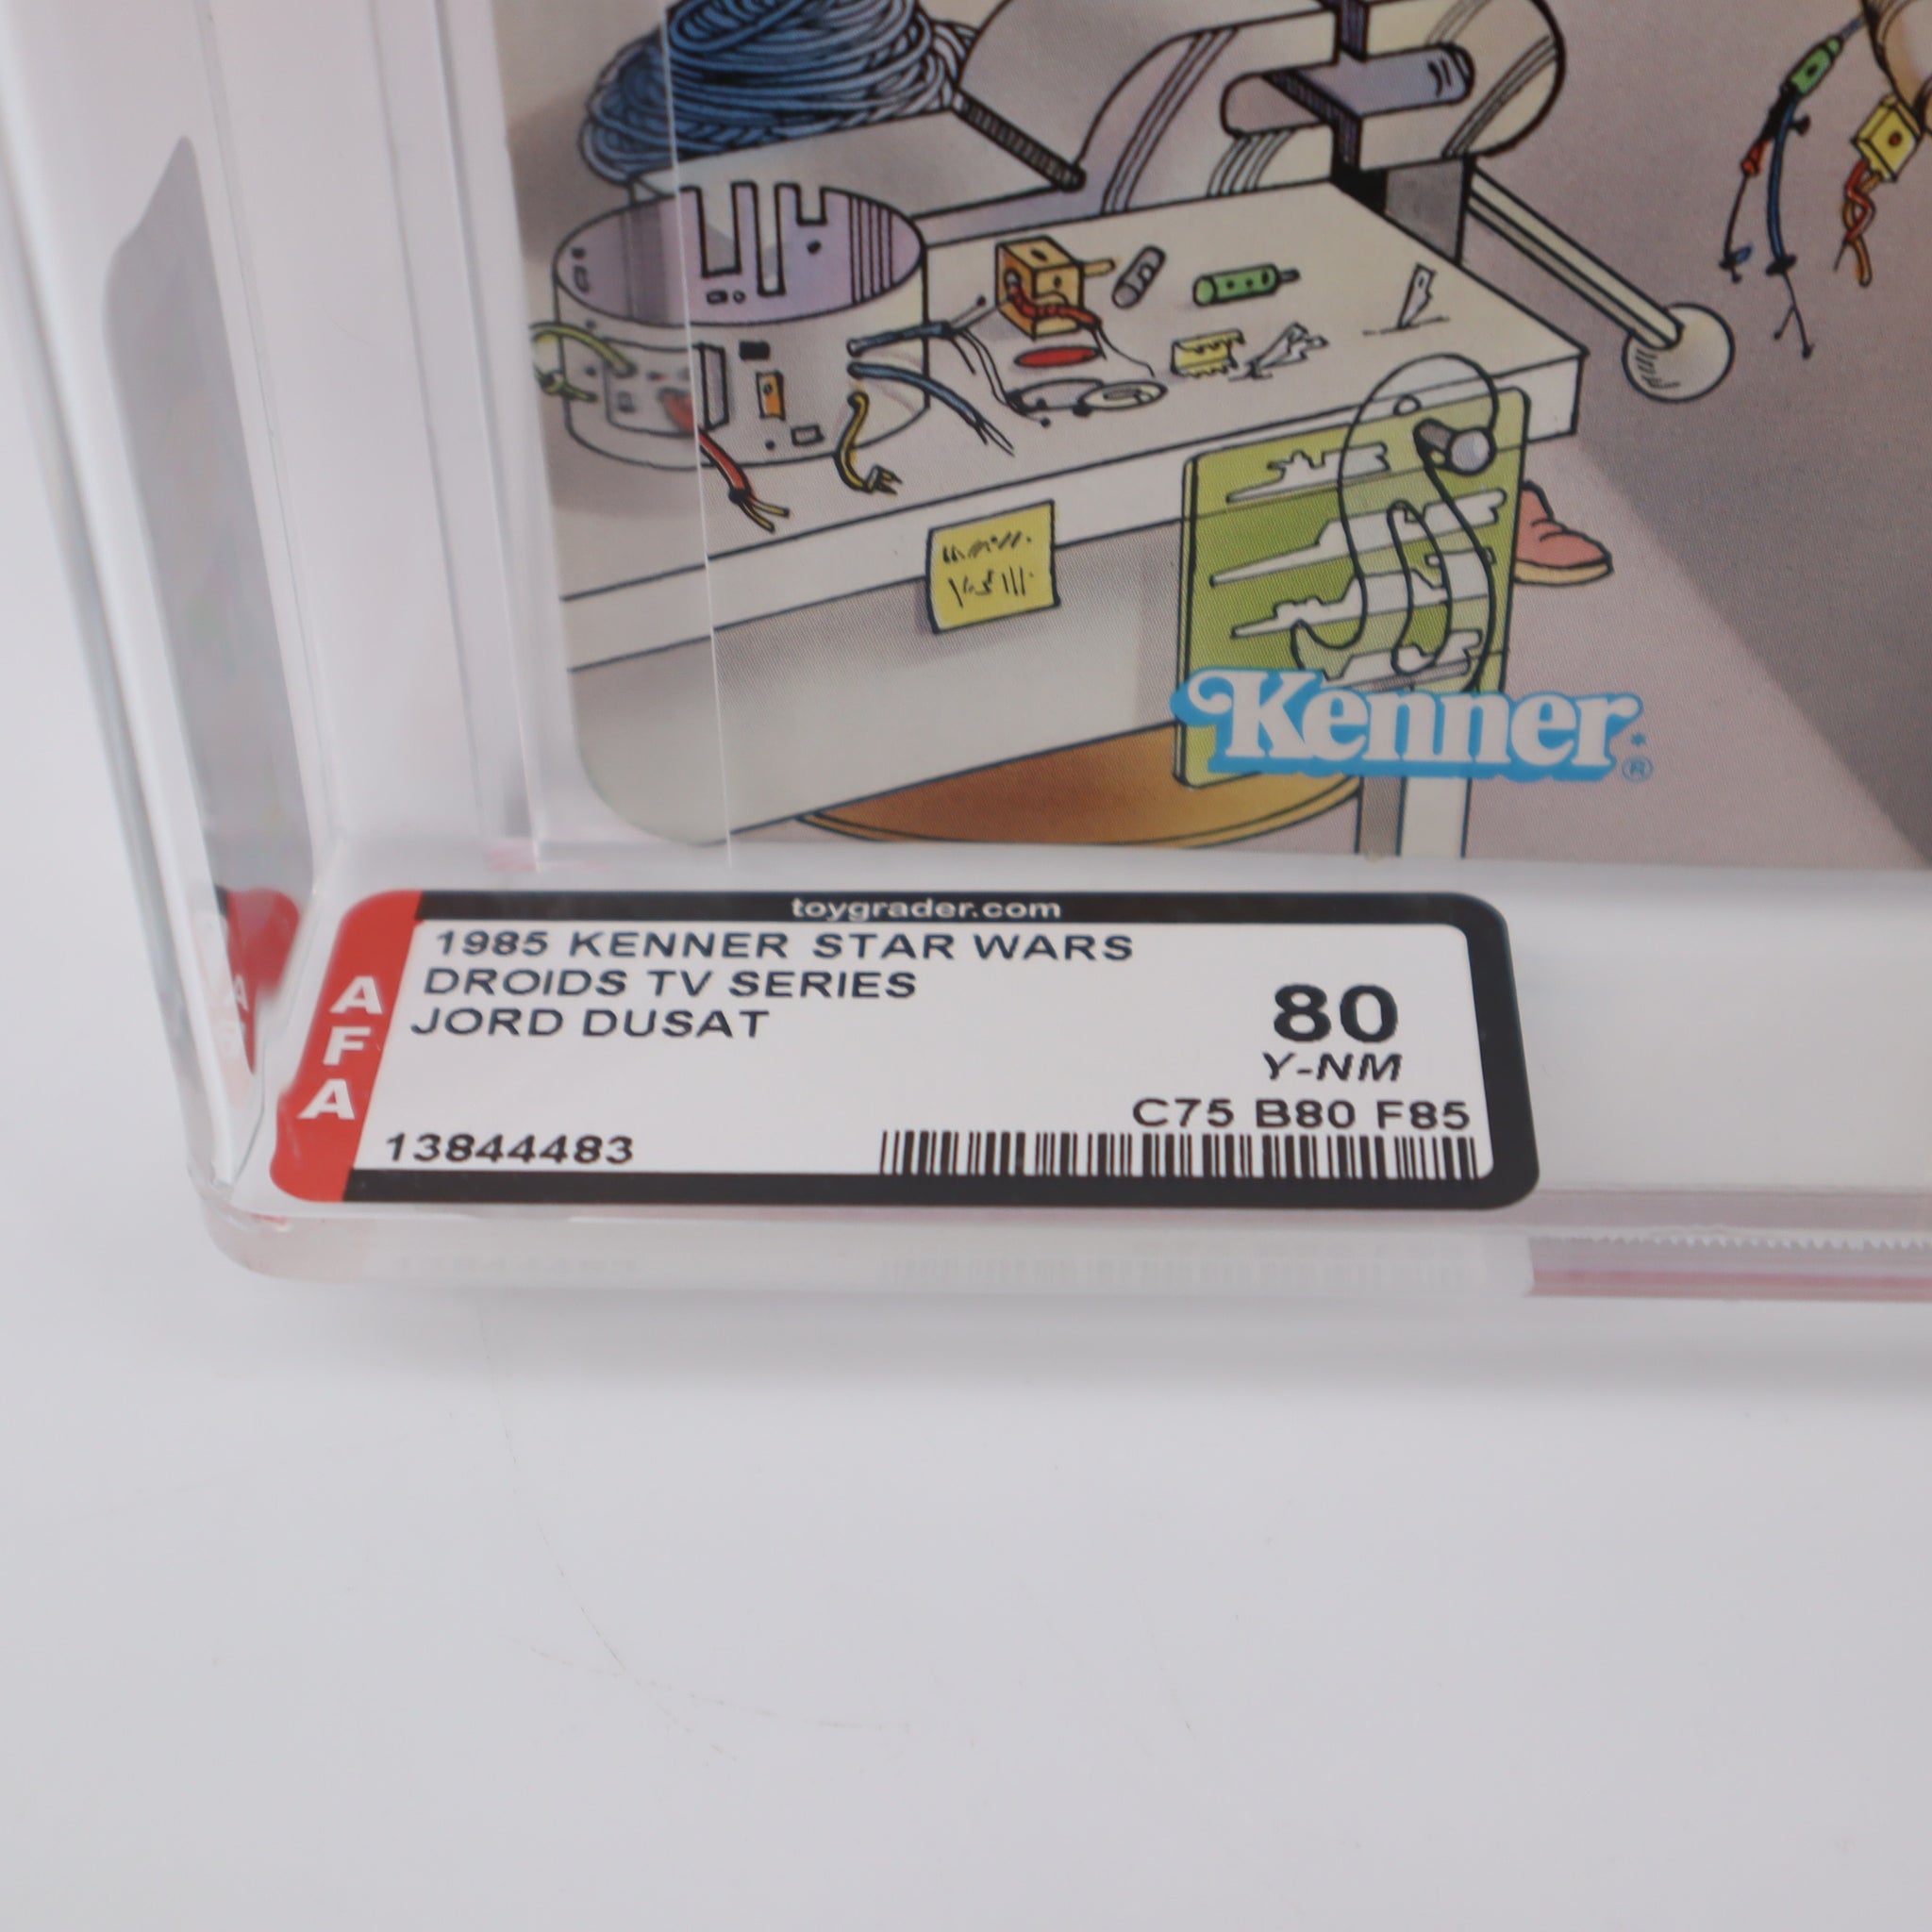 Kenner®
toygrader.com
1985 KENNER STAR WARS
DROIDS TV SERIES
JORD DUSAT
AFA
80
Y-NM
C75 B80 F85
13844483